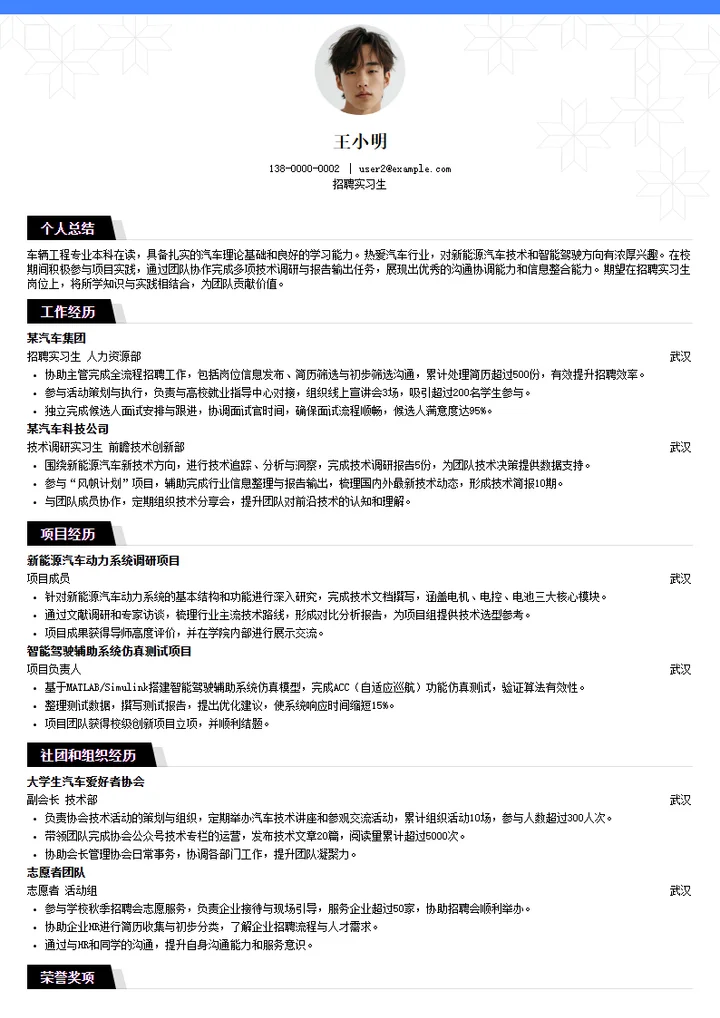 王小明
138-0000-0002 | user2@example.com
招聘实习生
个人总结
车辆工程专业本科在读，具备扎实的汽车理论基础和良好的学习能力。热爱汽车行业，对新能源汽车技术和智能驾驶方向有浓厚兴趣。在校
期间积极参与项目实践，通过团队协作完成多项技术调研与报告输出任务，展现出优秀的沟通协调能力和信息整合能力。期望在招聘实习生
岗位上，将所学知识与实践相结合，为团队贡献价值。
工作经历
某汽车集团
招聘实习生 人力资源部 武汉
• 协助主管完成全流程招聘工作，包括岗位信息发布、简历筛选与初步筛选沟通，累计处理简历超过500份，有效提升招聘效率。
• 参与活动策划与执行，负责与高校就业指导中心对接，组织线上宣讲会3场，吸引超过200名学生参与。
• 独立完成候选人面试安排与跟进，协调面试官时间，确保面试流程顺畅，候选人满意度达95%。
某汽车科技公司
技术调研实习生 前瞻技术创新部 武汉
• 围绕新能源汽车新技术方向，进行技术追踪、分析与洞察，完成技术调研报告5份，为团队技术决策提供数据支持。
• 参与“风帆计划”项目，辅助完成行业信息整理与报告输出，梳理国内外最新技术动态，形成技术简报10期。
• 与团队成员协作，定期组织技术分享会，提升团队对前沿技术的认知和理解。
项目经历
新能源汽车动力系统调研项目
项目成员 武汉
• 针对新能源汽车动力系统的基本结构和功能进行深入研究，完成技术文档撰写，涵盖电机、电控、电池三大核心模块。
• 通过文献调研和专家访谈，梳理行业主流技术路线，形成对比分析报告，为项目组提供技术选型参考。
• 项目成果获得导师高度评价，并在学院内部进行展示交流。
智能驾驶辅助系统仿真测试项目
项目负责人 武汉
• 基于MATLAB/Simulink搭建智能驾驶辅助系统仿真模型，完成ACC（自适应巡航）功能仿真测试，验证算法有效性。
• 整理测试数据，撰写测试报告，提出优化建议，使系统响应时间缩短15%。
• 项目团队获得校级创新项目立项，并顺利结题。
社团和组织经历
大学生汽车爱好者协会
副会长 技术部 武汉
• 负责协会技术活动的策划与组织，定期举办汽车技术讲座和参观交流活动，累计组织活动10场，参与人数超过300人次。
• 带领团队完成协会公众号技术专栏的运营，发布技术文章20篇，阅读量累计超过5000次。
• 协助会长管理协会日常事务，协调各部门工作，提升团队凝聚力。
志愿者团队
志愿者 活动组 武汉
• 参与学校秋季招聘会志愿服务，负责企业接待与现场引导，服务企业超过50家，协助招聘会顺利举办。
• 协助企业HR进行简历收集与初步分类，了解企业招聘流程与人才需求。
• 通过与HR和同学的沟通，提升自身沟通能力和服务意识。
荣誉奖项